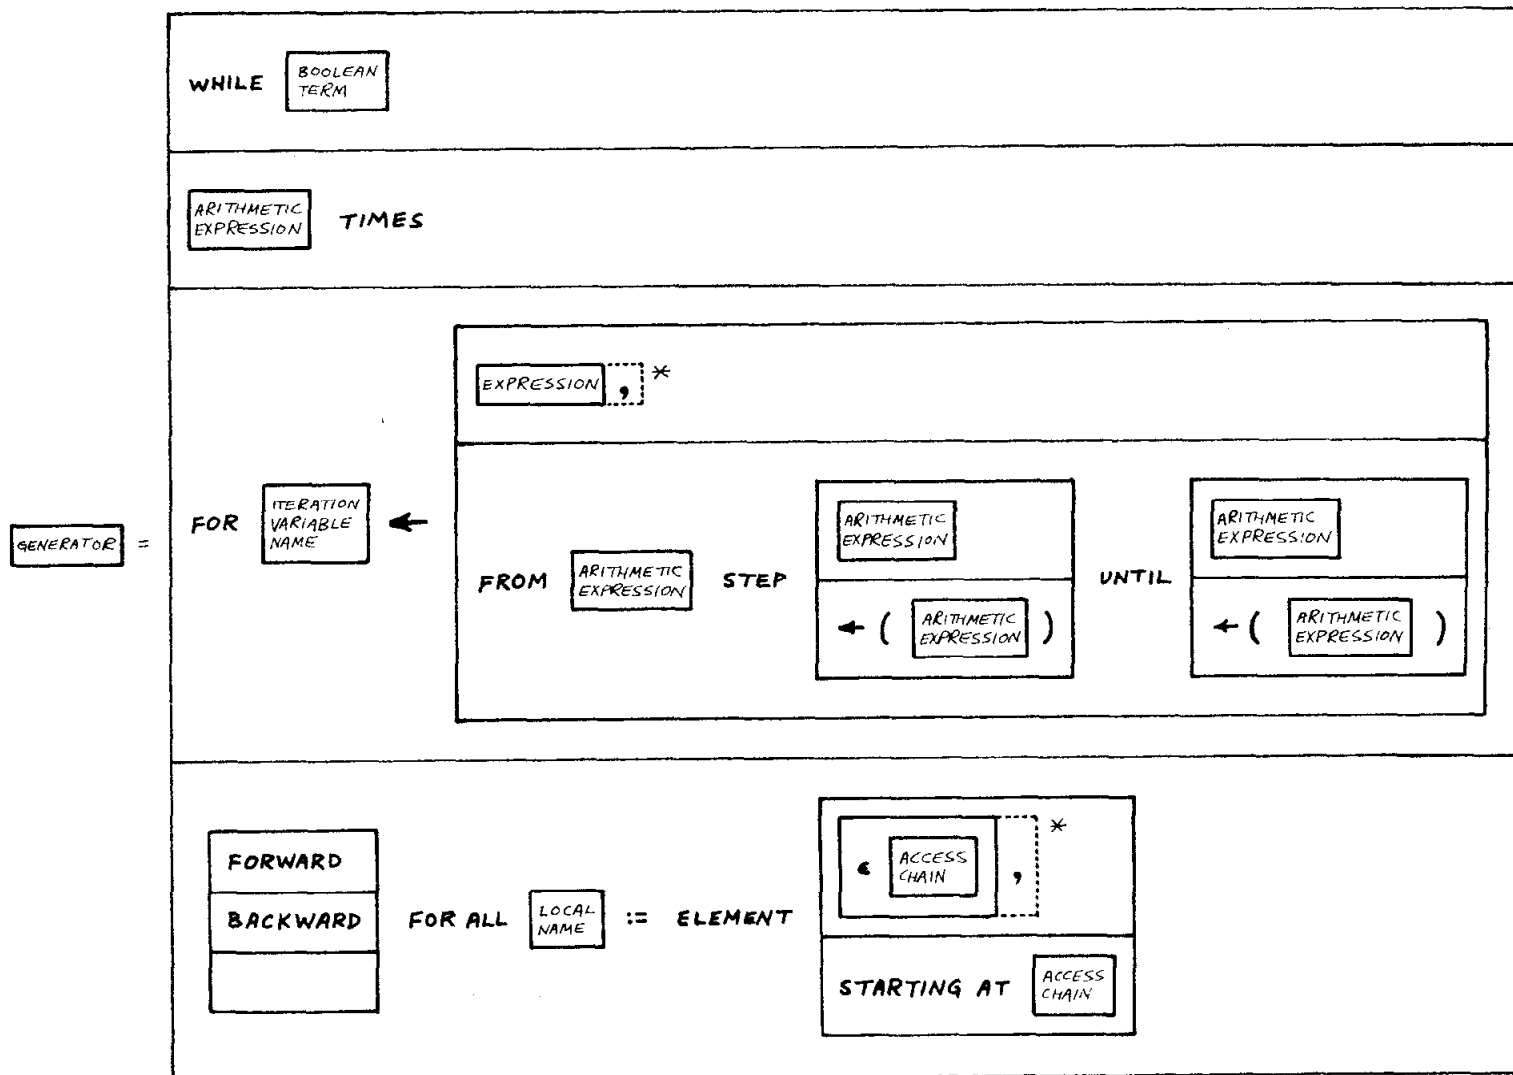 WHILE BOOLEAN
TERM
ARITHMETIC
EXPRESSION TIMES
EXPRESSION , *
GENERATOR =
FOR ITERATION
VARIABLE
NAME ←
FROM ARITHMETIC
EXPRESSION STEP
ARITHMETIC
EXPRESSION
← ( ARITHMETIC
EXPRESSION )
UNTIL
ARITHMETIC
EXPRESSION
← ( ARITHMETIC
EXPRESSION )
FORWARD
BACKWARD
FOR ALL LOCAL
NAME := ELEMENT
ϵ ACCESS
CHAIN , *
STARTING AT ACCESS
CHAIN